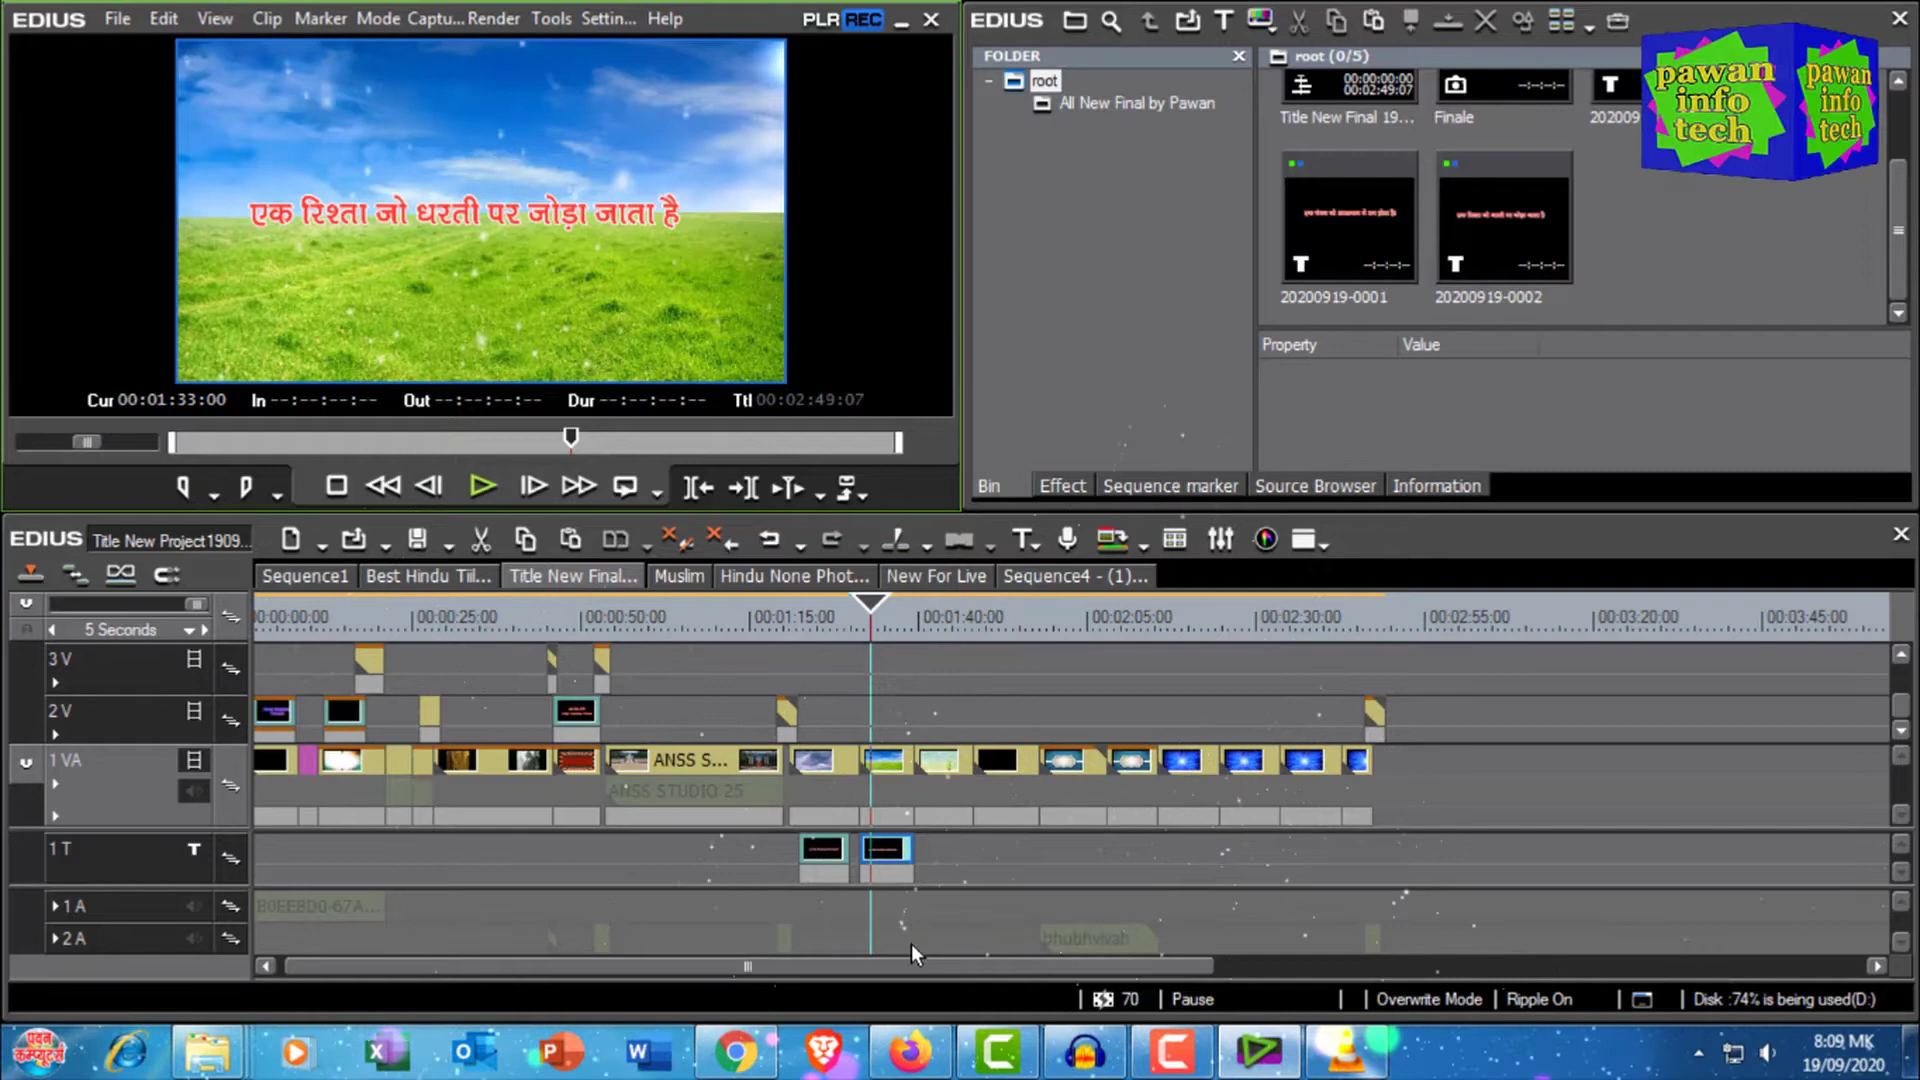 EDIUS File Edit View Clip Marker Mode Captu... Render Tools Settin... Help PLR REC
एक रिश्ता जो धरती पर जोड़ा जाता है
Cur 00:01:33:00 In --:--:--:-- Out --:--:--:-- Dur --:--:--:-- Ttl 00:02:49:07
EDIUS
FOLDER
root
All New Final by Pawan
root (0/5)
00:00:00:00
00:02:49:07
--:--:--:--
T
Title New Final 19...
Finale
202009
T --:--:--:--
T --:--:--:--
20200919-0001
20200919-0002
Property Value
Bin Effect Sequence marker Source Browser Information
pawan
info
tech
pawan
info
tech
EDIUS Title New Project1909...
Sequence1 Best Hindu Tiil... Title New Final... Muslim Hindu None Phot... New For Live Sequence4 - (1)...
5 Seconds
00:00:00:00 00:00:25:00 00:00:50:00 00:01:15:00 00:01:40:00 00:02:05:00 00:02:30:00 00:02:55:00 00:03:20:00 00:03:45:00
3 V
2 V
1 VA
ANSS S...
ANSS STUDIO 25
1 T T
1 A
B0EEBD0-67A...
2 A
phubhvivah
70 Pause Overwrite Mode Ripple On Disk :74% is being used(D:)
पवन
कम्प्यूटर्स
8:09 MK
19/09/2020